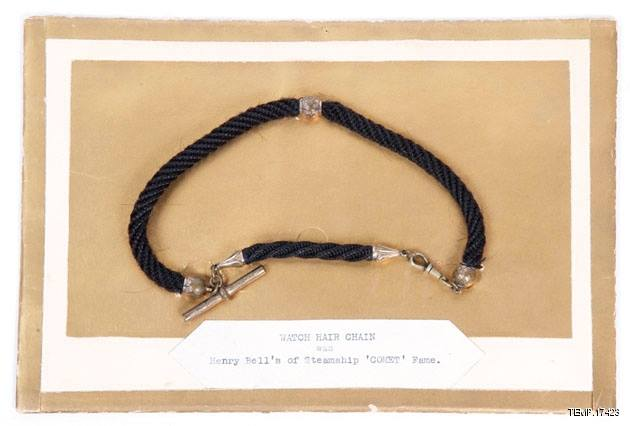 WATCH HAIR CHAIN
was
Henry Bell's of Steamship 'COMET' Fame.
TEMP.17423